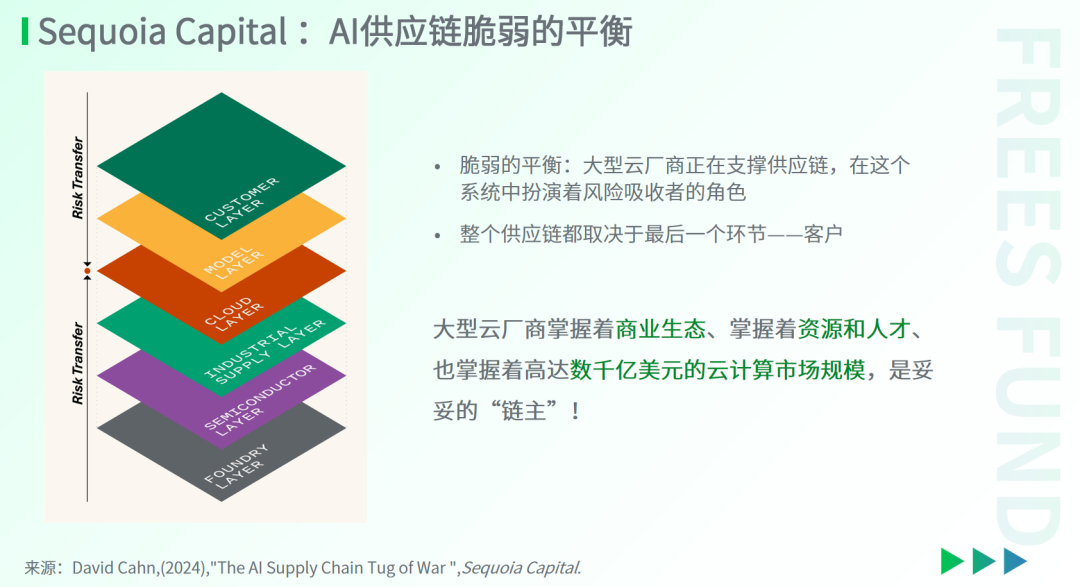 Sequoia Capital： AI供应链脆弱的平衡
Risk Transfer
Risk Transfer
CUSTOMER
LAYER
MODEL
LAYER
CLOUD
LAYER
INDUSTRIAL
SUPPLY LAYER
SEMICONDUCTOR
LAYER
FOUNDRY
LAYER
• 脆弱的平衡：大型云厂商正在支撑供应链，在这个
系统中扮演着风险吸收者的角色
• 整个供应链都取决于最后一个环节——客户
大型云厂商掌握着商业生态、掌握着资源和人才、
也掌握着高达数千亿美元的云计算市场规模，是妥
妥的“链主”！
FREES FUND
来源：David Cahn,(2024),"The AI Supply Chain Tug of War ",Sequoia Capital.